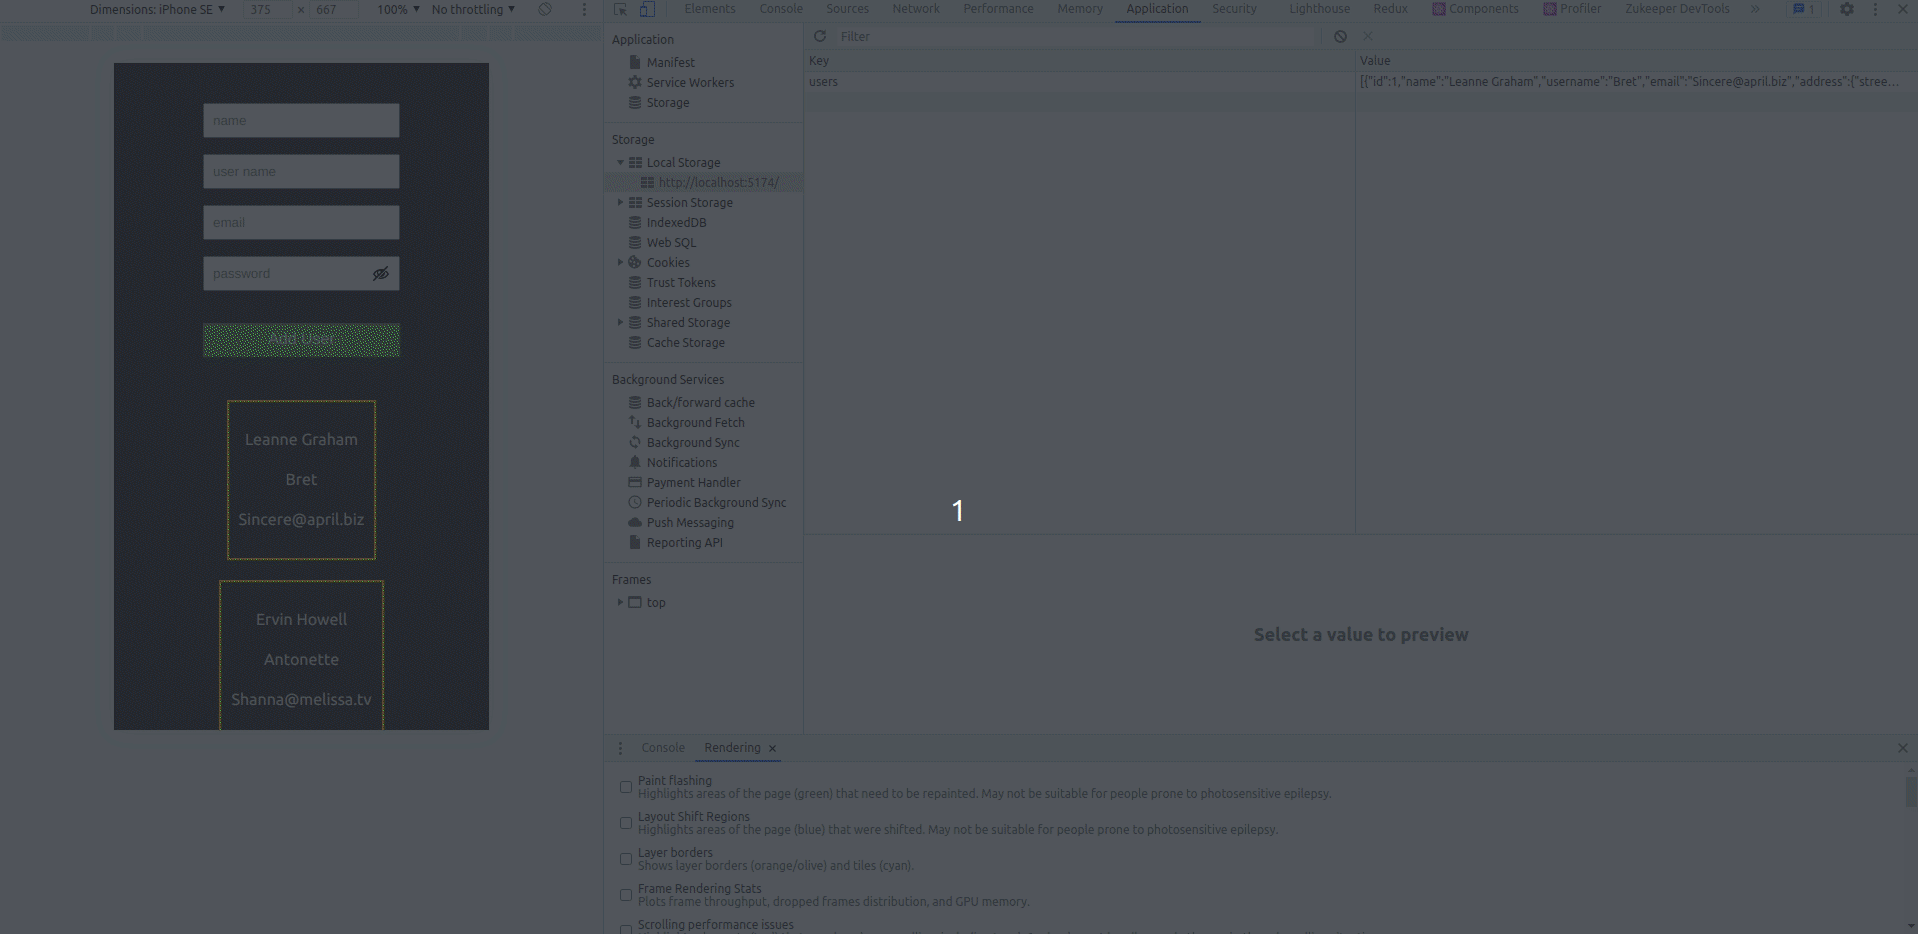 Dimensions: iPhone SE 375 × 667 100% No throttling
Elements Console Sources Network Performance Memory Application Security Lighthouse Redux Components Profiler Zukeeper DevTools » 1
name
user name
email
password
Add User
Leanne Graham
Bret
Sincere@april.biz
Ervin Howell
Antonette
Shanna@melissa.tv
Application
Manifest
Service Workers
Storage
Storage
Local Storage
http://localhost:5174/
Session Storage
IndexedDB
Web SQL
Cookies
Trust Tokens
Interest Groups
Shared Storage
Cache Storage
Background Services
Back/forward cache
Background Fetch
Background Sync
Notifications
Payment Handler
Periodic Background Sync
Push Messaging
Reporting API
Frames
top
Filter
Key Value
users [{"id":1,"name":"Leanne Graham","username":"Bret","email":"Sincere@april.biz","address":{"stree...
1
Select a value to preview
Console Rendering ×
Paint flashing
Highlights areas of the page (green) that need to be repainted. May not be suitable for people prone to photosensitive epilepsy.
Layout Shift Regions
Highlights areas of the page (blue) that were shifted. May not be suitable for people prone to photosensitive epilepsy.
Layer borders
Shows layer borders (orange/olive) and tiles (cyan).
Frame Rendering Stats
Plots frame throughput, dropped frames distribution, and GPU memory.
Scrolling performance issues